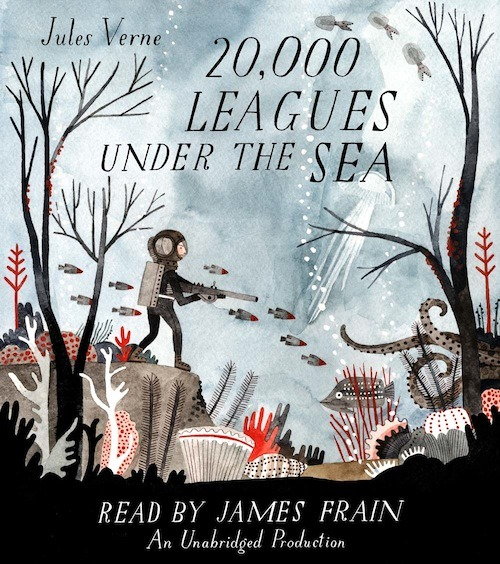 Jules Verne
20,000
LEAGUES
UNDER THE SEA
READ BY JAMES FRAIN
An Unabridged Production